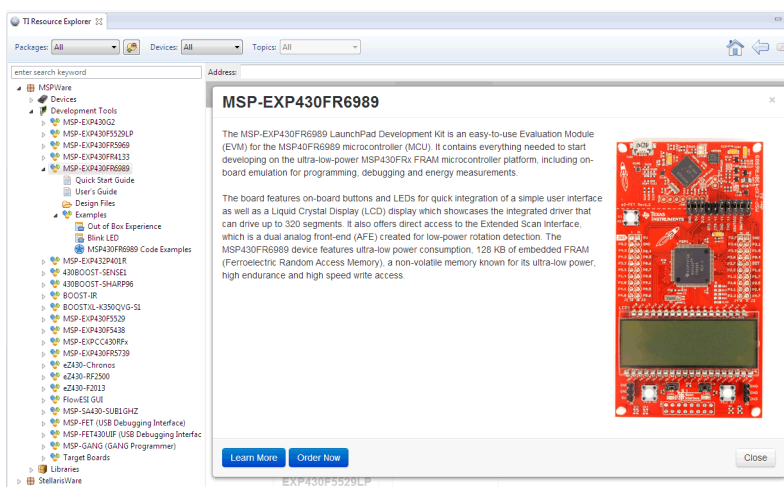 TI Resource Explorer
Packages: All Devices: All Topics: All
enter search keyword
Address:
MSPWare
Devices
Development Tools
MSP-EXP430G2
MSP-EXP430F5529LP
MSP-EXP430FR5969
MSP-EXP430FR4133
MSP-EXP430FR6989
Quick Start Guide
User's Guide
Design Files
Examples
Out of Box Experience
Blink LED
MSP430FR6989 Code Examples
MSP-EXP432P401R
430BOOST-SENSE1
430BOOST-SHARP96
BOOST-IR
BOOSTXL-K350QVG-S1
MSP-EXP430F5529
MSP-EXP430F5438
MSP-EXPCC430RFx
MSP-EXP430FR5739
eZ430-Chronos
eZ430-RF2500
eZ430-F2013
FlowESI GUI
MSP-SA430-SUB1GHZ
MSP-FET (USB Debugging Interface)
MSP-FET430UIF (USB Debugging Interfac
MSP-GANG (GANG Programmer)
Target Boards
Libraries
StellarisWare
MSP-EXP430FR6989
The MSP-EXP430FR6989 LaunchPad Development Kit is an easy-to-use Evaluation Module
(EVM) for the MSP40FR6989 microcontroller (MCU). It contains everything needed to start
developing on the ultra-low-power MSP430FRx FRAM microcontroller platform, including on-
board emulation for programming, debugging and energy measurements.
The board features on-board buttons and LEDs for quick integration of a simple user interface
as well as a Liquid Crystal Display (LCD) display which showcases the integrated driver that
can drive up to 320 segments. It also offers direct access to the Extended Scan Interface,
which is a dual analog front-end (AFE) created for low-power rotation detection. The
MSP430FR6989 device features ultra-low power consumption, 128 KB of embedded FRAM
(Ferroelectric Random Access Memory), a non-volatile memory known for its ultra-low power,
high endurance and high speed write access.
TEXAS
INSTRUMENTS
Learn More Order Now Close
EXP430F5529LP